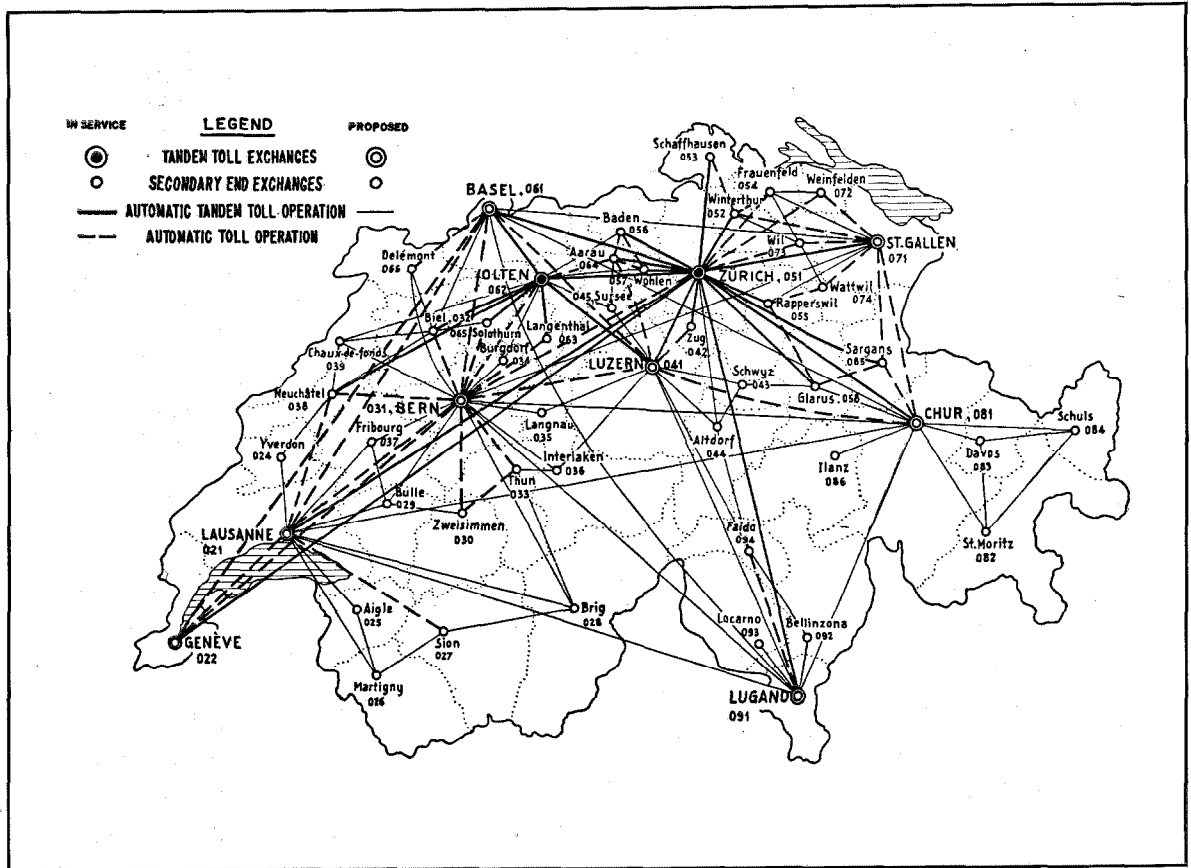 IN SERVICE LEGEND PROPOSED
TANDEM TOLL EXCHANGES
SECONDARY END EXCHANGES
AUTOMATIC TANDEM TOLL OPERATION
AUTOMATIC TOLL OPERATION
Schaffhausen
053
Frauenfeld
054
Weinfelden
072
BASEL, 061
Winterthur
052
Baden
056
Wil
073
ST. GALLEN
071
Delémont
066
Aarau
064
OLTEN
062
057, Wohlen
ZÜRICH, 051
045, Sursee
Wattwil
074
Rapperswil
055
Biel, 032
065, Solothurn
Langenthal
063
Burgdorf
034
Zug
042
Chaux-de-fonds
039
LUZERN 041
Sargans
085
Schwyz
043
Glarus, 058
Neuchâtel
038
031, BERN
CHUR, 081
Schuls
084
Fribourg
037
Langnau
035
Altdorf
044
Davos
083
Yverdon
024
Interlaken
036
Ilanz
086
Thun
033
Bülle
029
Zweisimmen
030
LAUSANNE
021
Faido
094
St. Moritz
082
Aigle
025
Brig
028
Locarno
093
Bellinzona
092
GENÈVE
022
Sion
027
Martigny
026
LUGANO
091